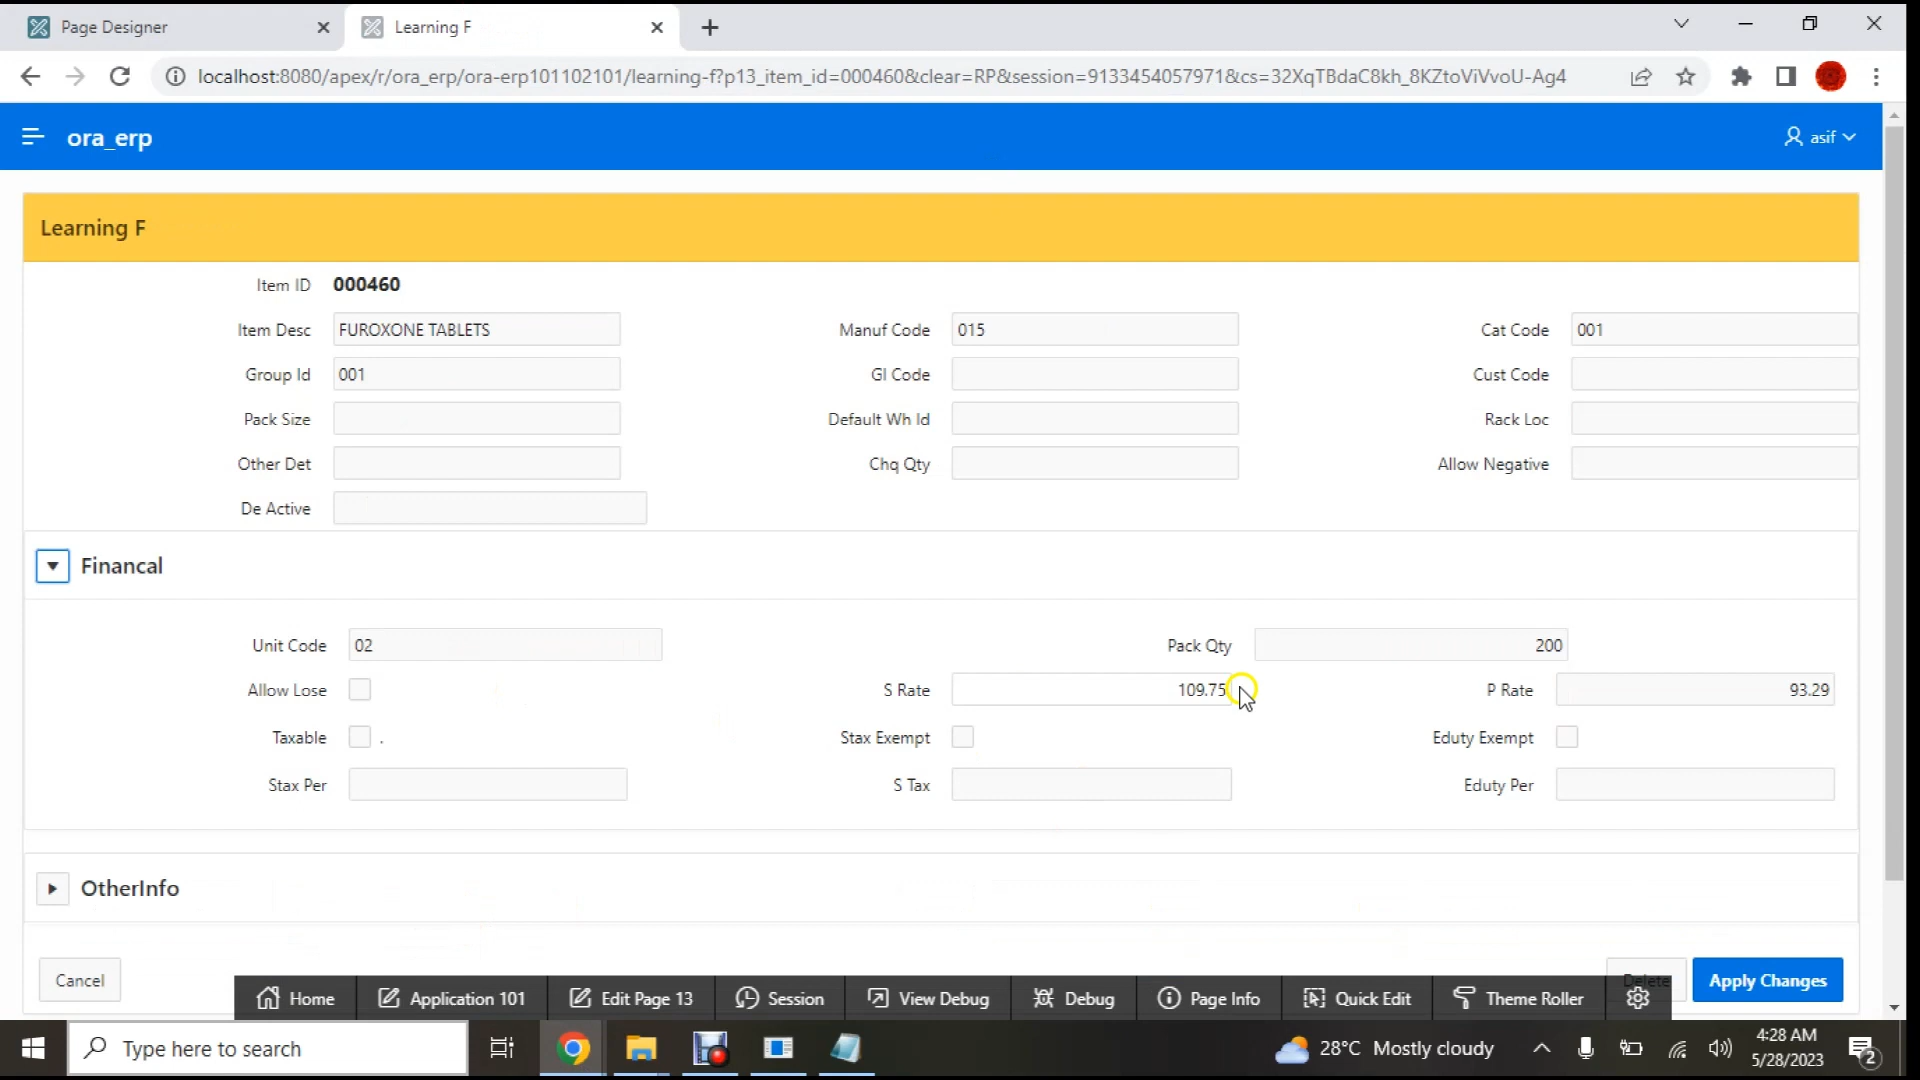 Page Designer
Learning F
localhost:8080/apex/r/ora_erp/ora-erp101102101/learning-f?p13_item_id=000460&clear=RP&session=9133454057971&cs=32XqTBdaC8kh_8KZtoViVvoU-Ag4
ora_erp
asif
Learning F
Item ID 000460
Item Desc FUROXONE TABLETS Manuf Code 015 Cat Code 001
Group Id 001 Gl Code Cust Code
Pack Size Default Wh Id Rack Loc
Other Det Chq Qty Allow Negative
De Active
Financal
Unit Code 02 Pack Qty 200
Allow Lose S Rate 109.75 P Rate 93.29
Taxable . Stax Exempt Eduty Exempt
Stax Per S Tax Eduty Per
OtherInfo
Cancel Delete Apply Changes
Home Application 101 Edit Page 13 Session View Debug Debug Page Info Quick Edit Theme Roller
Type here to search
28°C Mostly cloudy
4:28 AM
5/28/2023
2